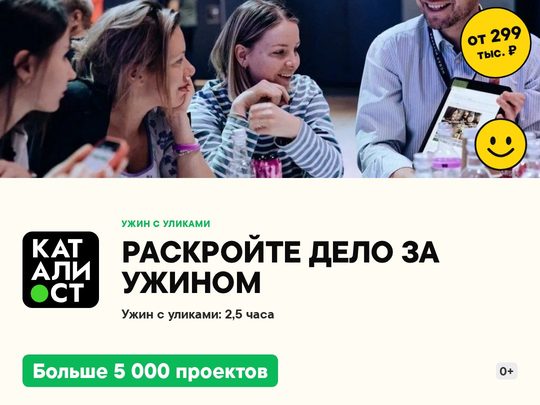 от 299
тыс. ₽
УЖИН С УЛИКАМИ
КАТ
АЛИ
СТ
РАСКРОЙТЕ ДЕЛО ЗА
УЖИНОМ
Ужин с уликами: 2,5 часа
Больше 5 000 проектов
0+